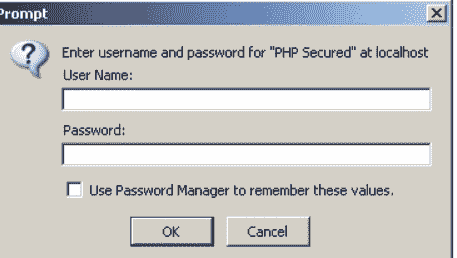 Prompt
Enter username and password for "PHP Secured" at localhost
User Name:
Password:
Use Password Manager to remember these values.
OK Cancel